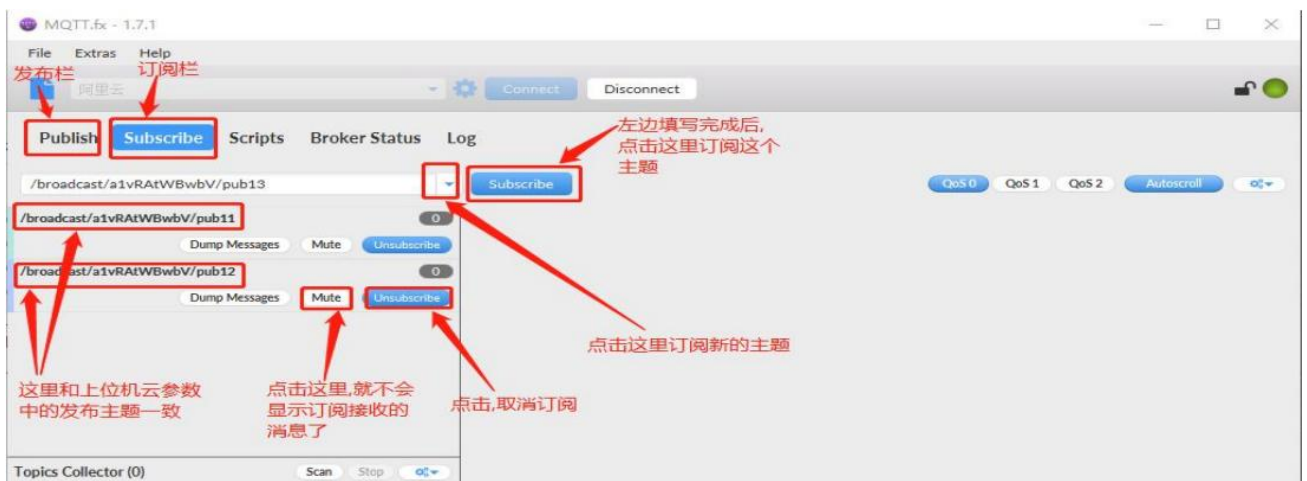 MQTT.fx - 1.7.1
File Extras Help
发布栏
订阅栏
阿里云
Connect
Disconnect
Publish Subscribe Scripts Broker Status Log
左边填写完成后,
点击这里订阅这个
主题
/broadcast/a1vRAtWBwbV/pub13
Subscribe
QoS 0 QoS 1 QoS 2 Autoscroll
/broadcast/a1vRAtWBwbV/pub11 0
Dump Messages Mute Unsubscribe
/broadcast/a1vRAtWBwbV/pub12 0
Dump Messages Mute Unsubscribe
点击这里订阅新的主题
这里和上位机云参数
中的发布主题一致
点击这里,就不会
显示订阅接收的
消息了
点击,取消订阅
Topics Collector (0) Scan Stop